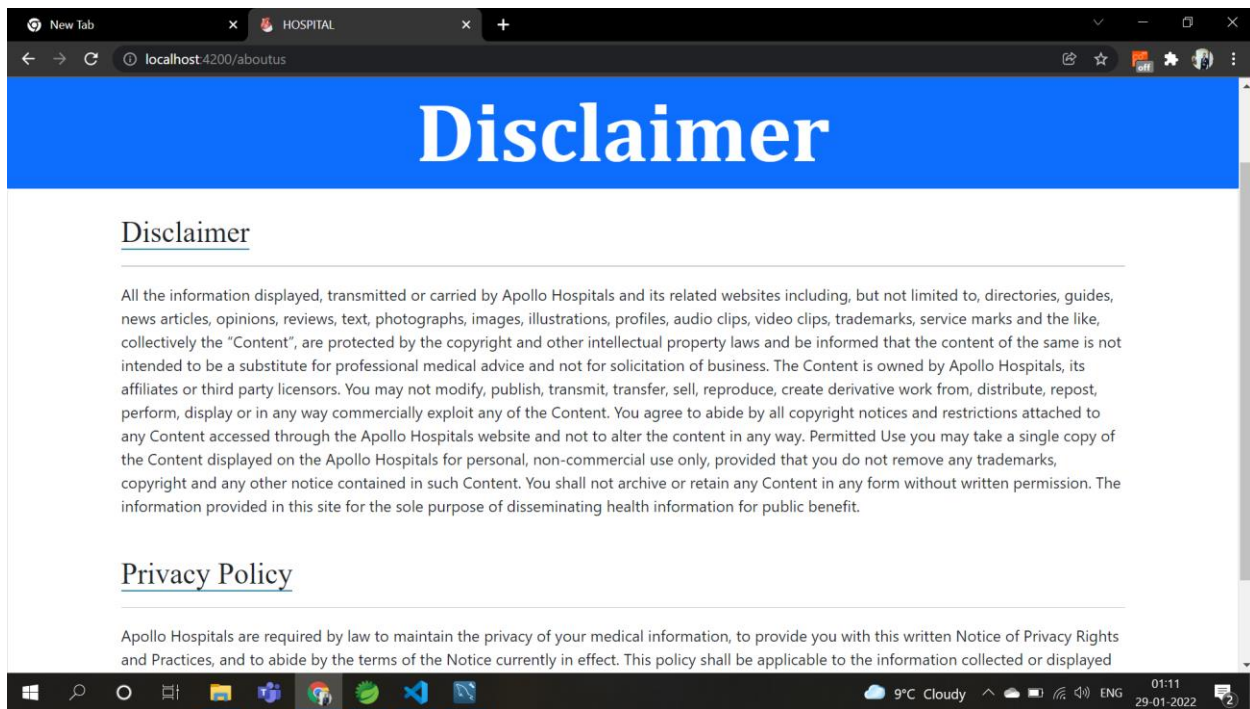 New Tab
HOSPITAL
localhost:4200/aboutus
off
Disclaimer
Disclaimer
All the information displayed, transmitted or carried by Apollo Hospitals and its related websites including, but not limited to, directories, guides,
news articles, opinions, reviews, text, photographs, images, illustrations, profiles, audio clips, video clips, trademarks, service marks and the like,
collectively the “Content”, are protected by the copyright and other intellectual property laws and be informed that the content of the same is not
intended to be a substitute for professional medical advice and not for solicitation of business. The Content is owned by Apollo Hospitals, its
affiliates or third party licensors. You may not modify, publish, transmit, transfer, sell, reproduce, create derivative work from, distribute, repost,
perform, display or in any way commercially exploit any of the Content. You agree to abide by all copyright notices and restrictions attached to
any Content accessed through the Apollo Hospitals website and not to alter the content in any way. Permitted Use you may take a single copy of
the Content displayed on the Apollo Hospitals for personal, non-commercial use only, provided that you do not remove any trademarks,
copyright and any other notice contained in such Content. You shall not archive or retain any Content in any form without written permission. The
information provided in this site for the sole purpose of disseminating health information for public benefit.
Privacy Policy
Apollo Hospitals are required by law to maintain the privacy of your medical information, to provide you with this written Notice of Privacy Rights
and Practices, and to abide by the terms of the Notice currently in effect. This policy shall be applicable to the information collected or displayed
9°C Cloudy
ENG
01:11
29-01-2022
2